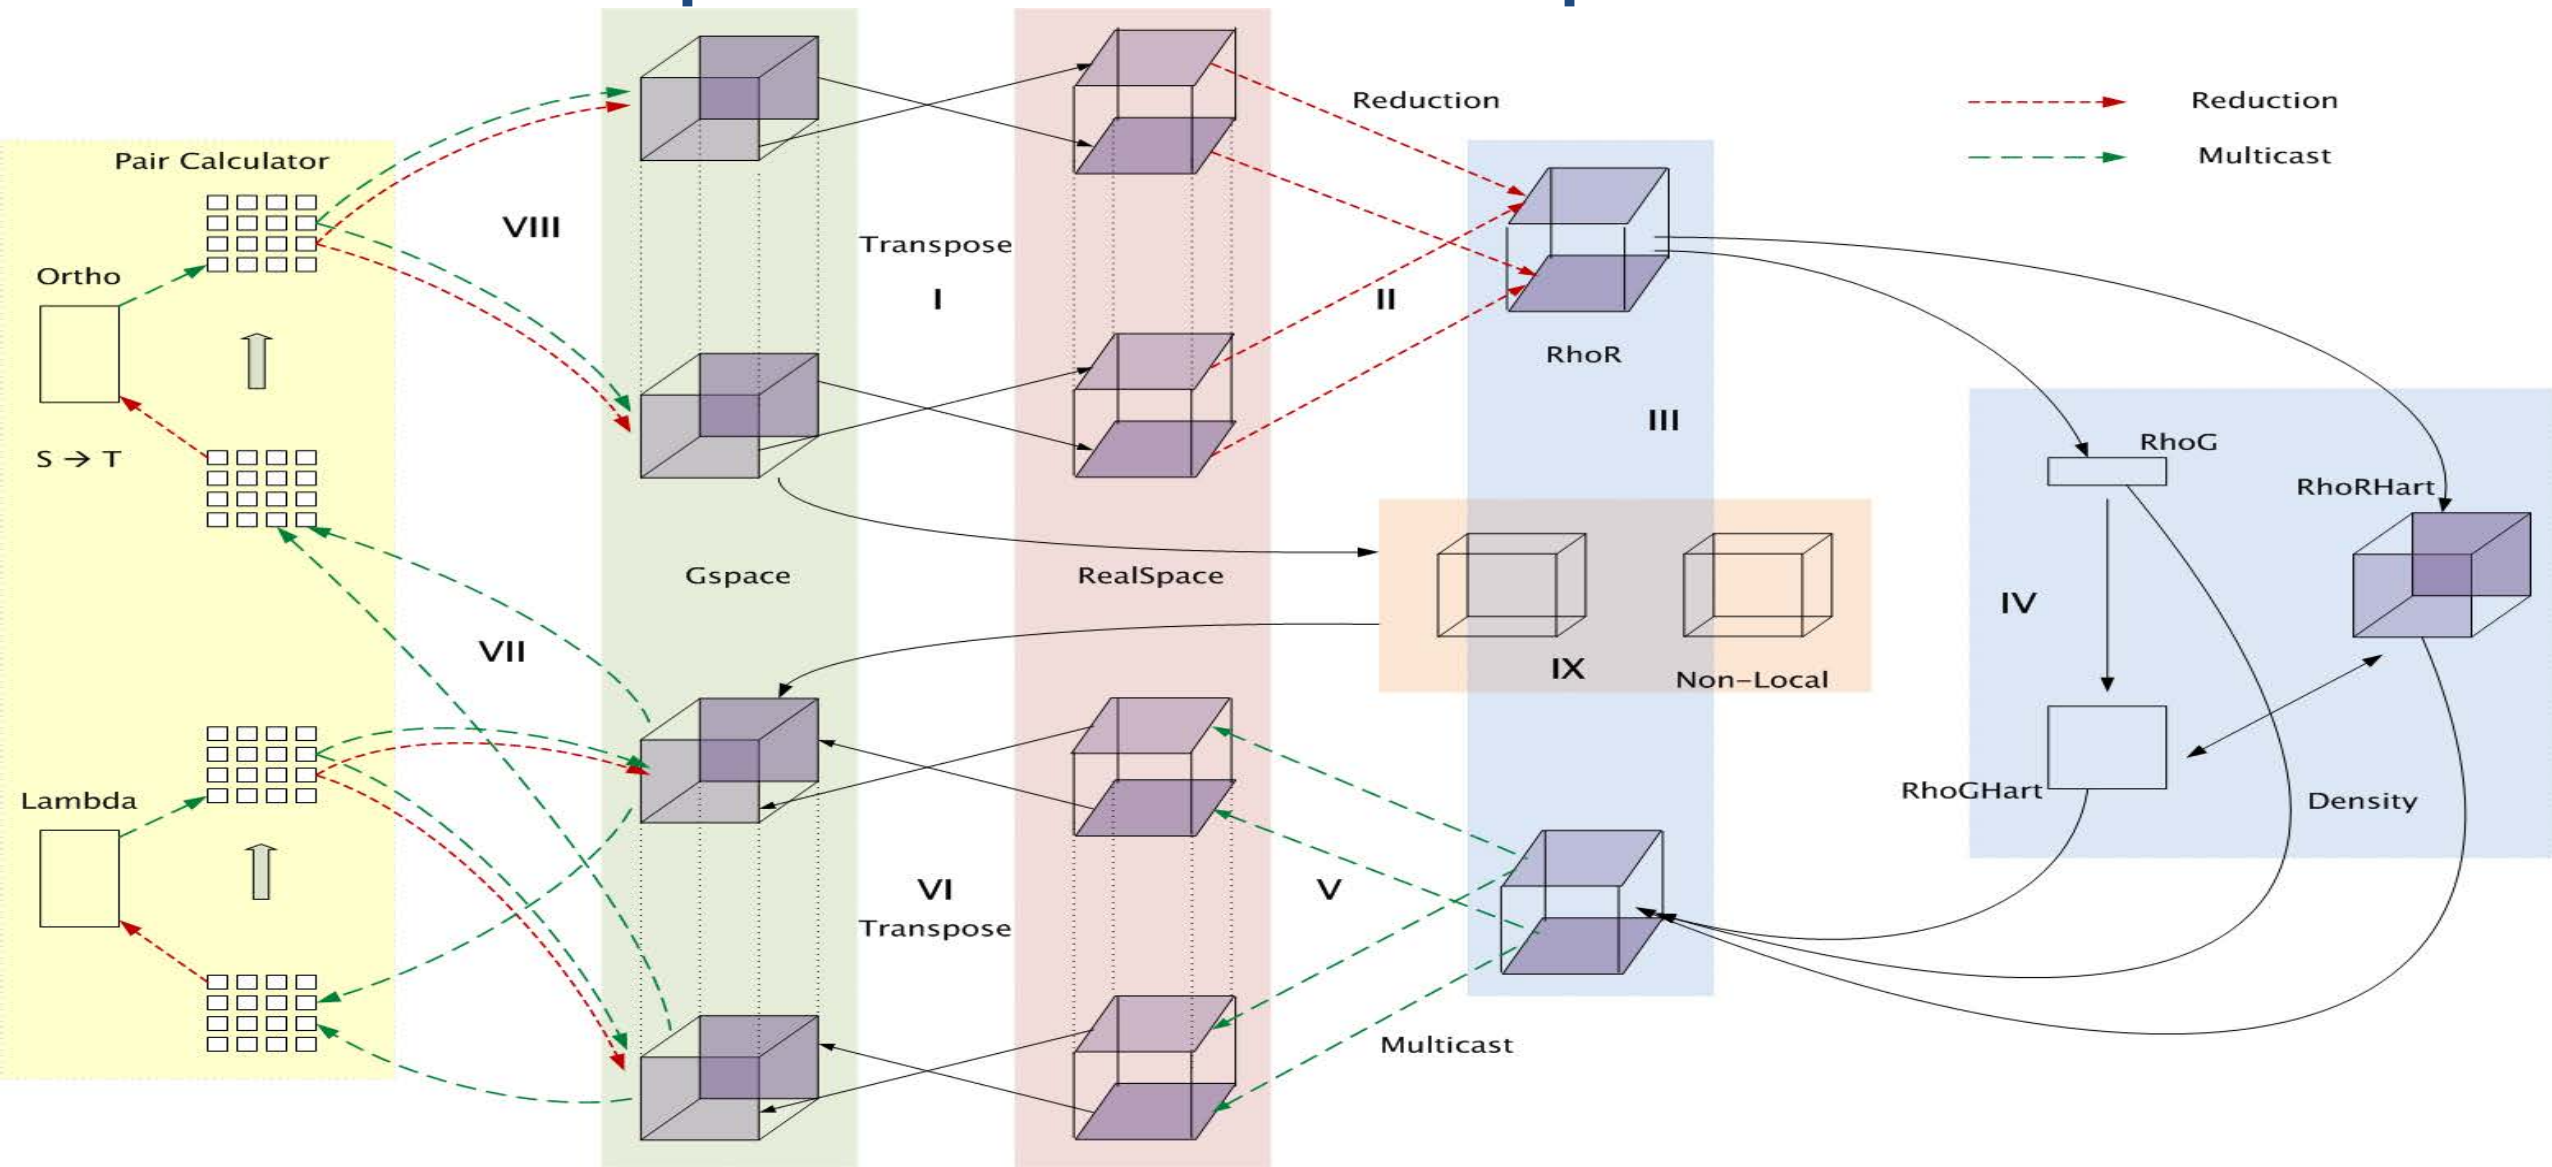 Reduction
Reduction
Multicast
Pair Calculator
VIII
Transpose
I
II
Ortho
RhoR
III
S → T
RhoG
RhoRHart
Gspace
RealSpace
IV
VII
IX
Non-Local
Lambda
RhoGHart
Density
VI
Transpose
V
Multicast